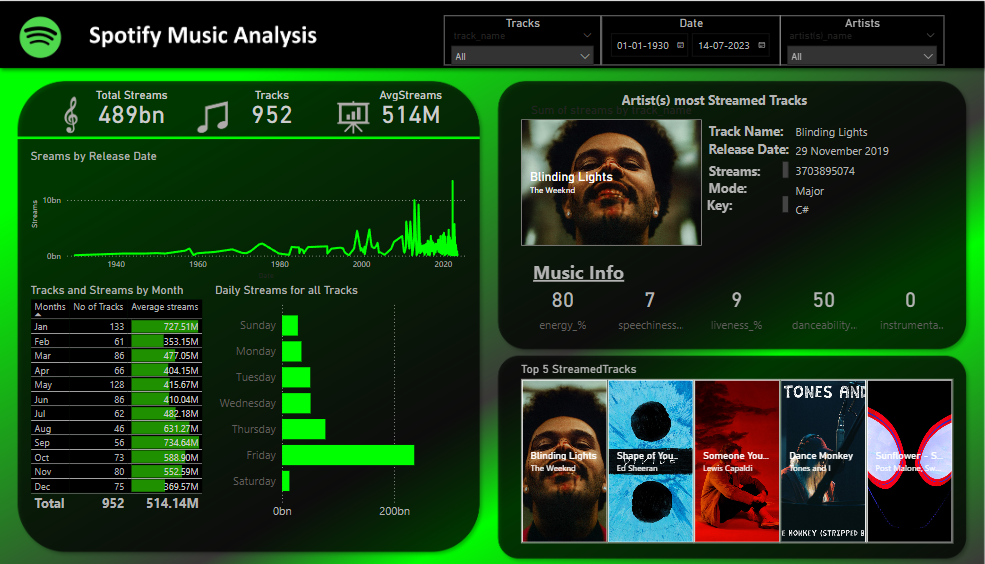 Spotify Music Analysis
Tracks
track_name
All
Date
01-01-1930 14-07-2023
Artists
artist(s)_name
All
Total Streams
489bn
Tracks
952
AvgStreams
514M
Sreams by Release Date
Streams
10bn
0bn
1940 1960 1980 2000 2020
Tracks and Streams by Month
Months No of Tracks Average streams
Jan 133 727.51M
Feb 61 353.15M
Mar 86 477.05M
Apr 66 404.15M
May 128 415.67M
Jun 86 410.04M
Jul 62 482.18M
Aug 46 631.27M
Sep 56 734.64M
Oct 73 588.90M
Nov 80 552.59M
Dec 75 369.57M
Total 952 514.14M
Daily Streams for all Tracks
Sunday
Monday
Tuesday
Wednesday
Thursday
Friday
Saturday
0bn 200bn
Artist(s) most Streamed Tracks
Sum of streams by track_name
Blinding Lights
The Weeknd
Track Name: Blinding Lights
Release Date: 29 November 2019
Streams: 3703895074
Mode: Major
Key: C#
Music Info
80 7 9 50 0
energy_% speechiness.. liveness_% danceability... instrumenta..
Top 5 StreamedTracks
Blinding Lights
The Weeknd
Shape of You..
Ed Sheeran
Someone You...
Lewis Capaldi
TONES AND
Dance Monkey
Tones and I
E MONKEY (STRIPPED B
Sunflower - S...
Post Malone, Sw...